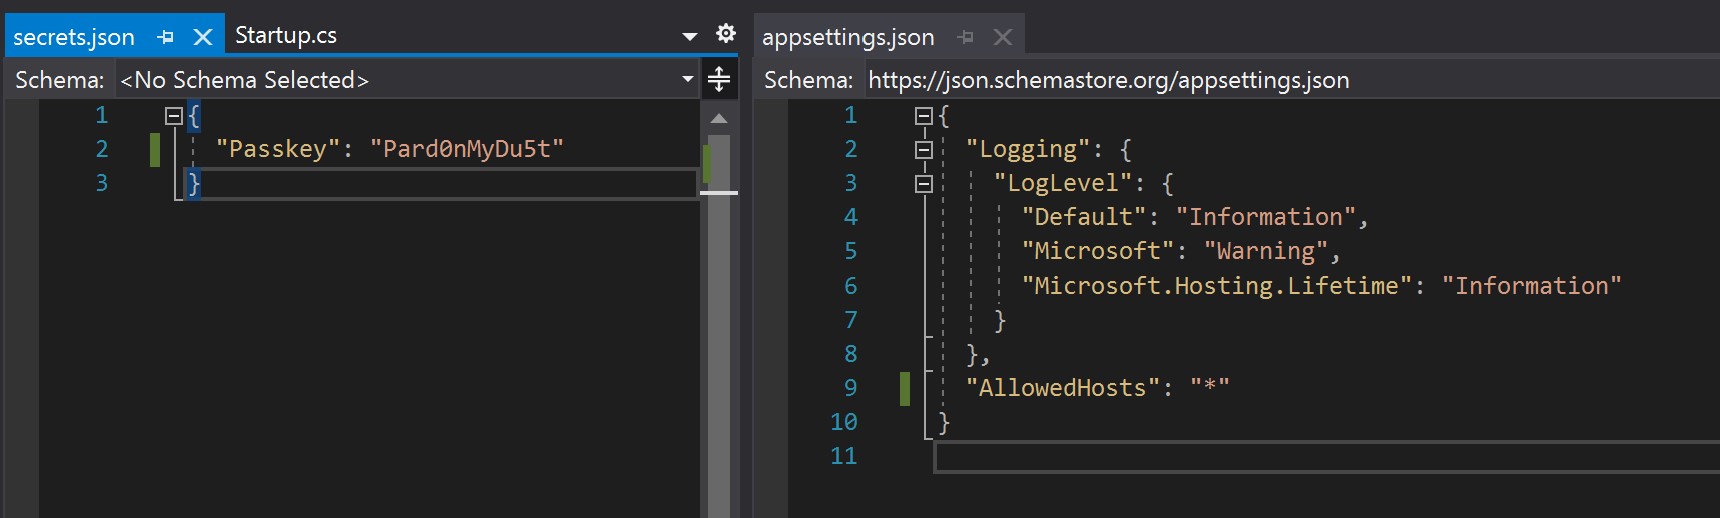 secrets.json
Startup.cs
Schema: <No Schema Selected>
1 {
2 "Passkey": "Pard0nMyDu5t"
3 }
appsettings.json
Schema: https://json.schemastore.org/appsettings.json
1 {
2 "Logging": {
3 "LogLevel": {
4 "Default": "Information",
5 "Microsoft": "Warning",
6 "Microsoft.Hosting.Lifetime": "Information"
7 }
8 },
9 "AllowedHosts": "*"
10 }
11